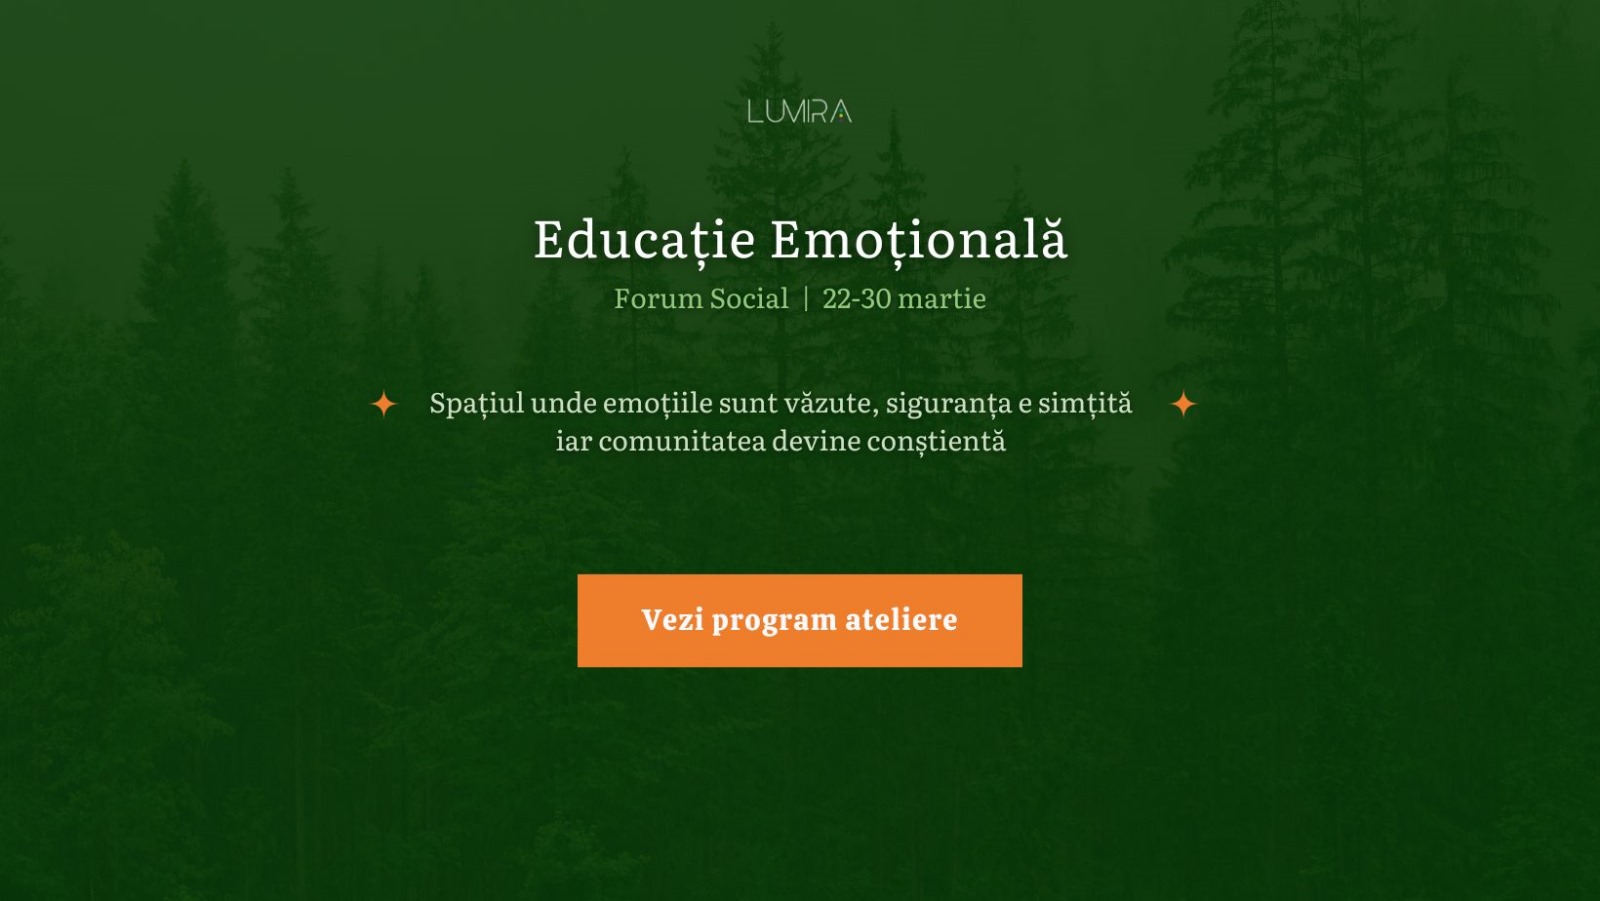 LUMIRA
Educație Emoțională
Forum Social | 22-30 martie
Spațiul unde emoțiile sunt văzute, siguranța e simțită
iar comunitatea devine conștientă
Vezi program ateliere